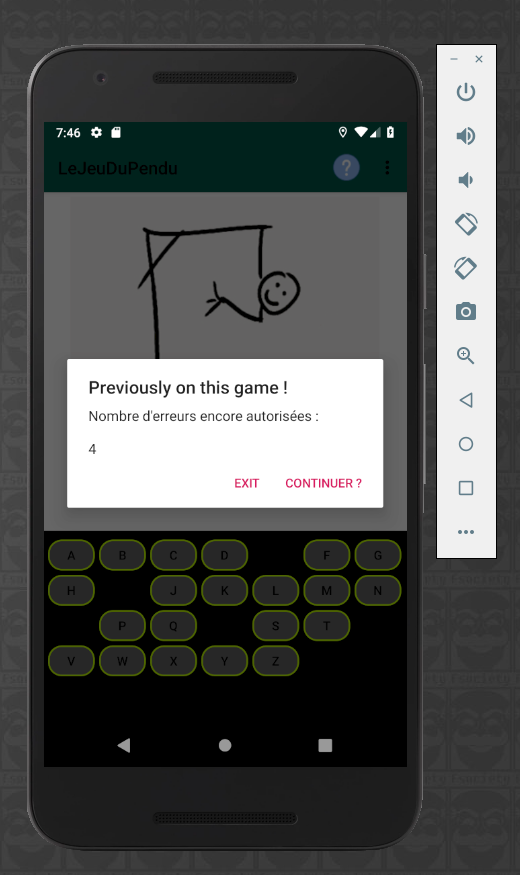 7:46
LeJeuDuPendu
?
Previously on this game !
Nombre d'erreurs encore autorisées :
4
EXIT CONTINUER ?
A B C D F G
H J K L M N
P Q S T
V W X Y Z